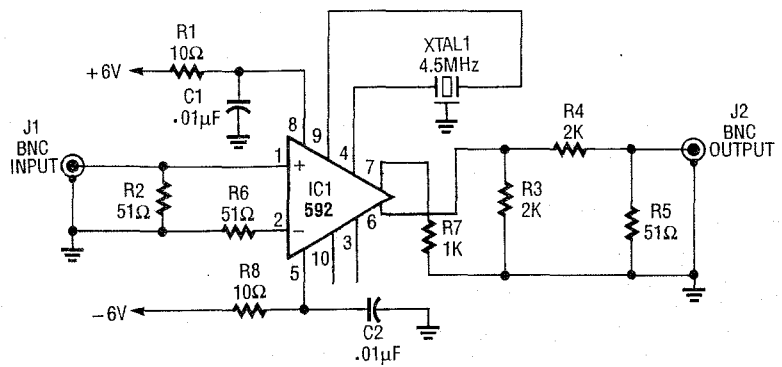 R1
10Ω
+6V
C1
.01μF
XTAL1
4.5MHz
J1
BNC
INPUT
R2
51Ω
R6
51Ω
8
9
4
1
+
2
−
IC1
592
7
6
5
10
3
R7
1K
R3
2K
R4
2K
R5
51Ω
J2
BNC
OUTPUT
R8
10Ω
−6V
C2
.01μF